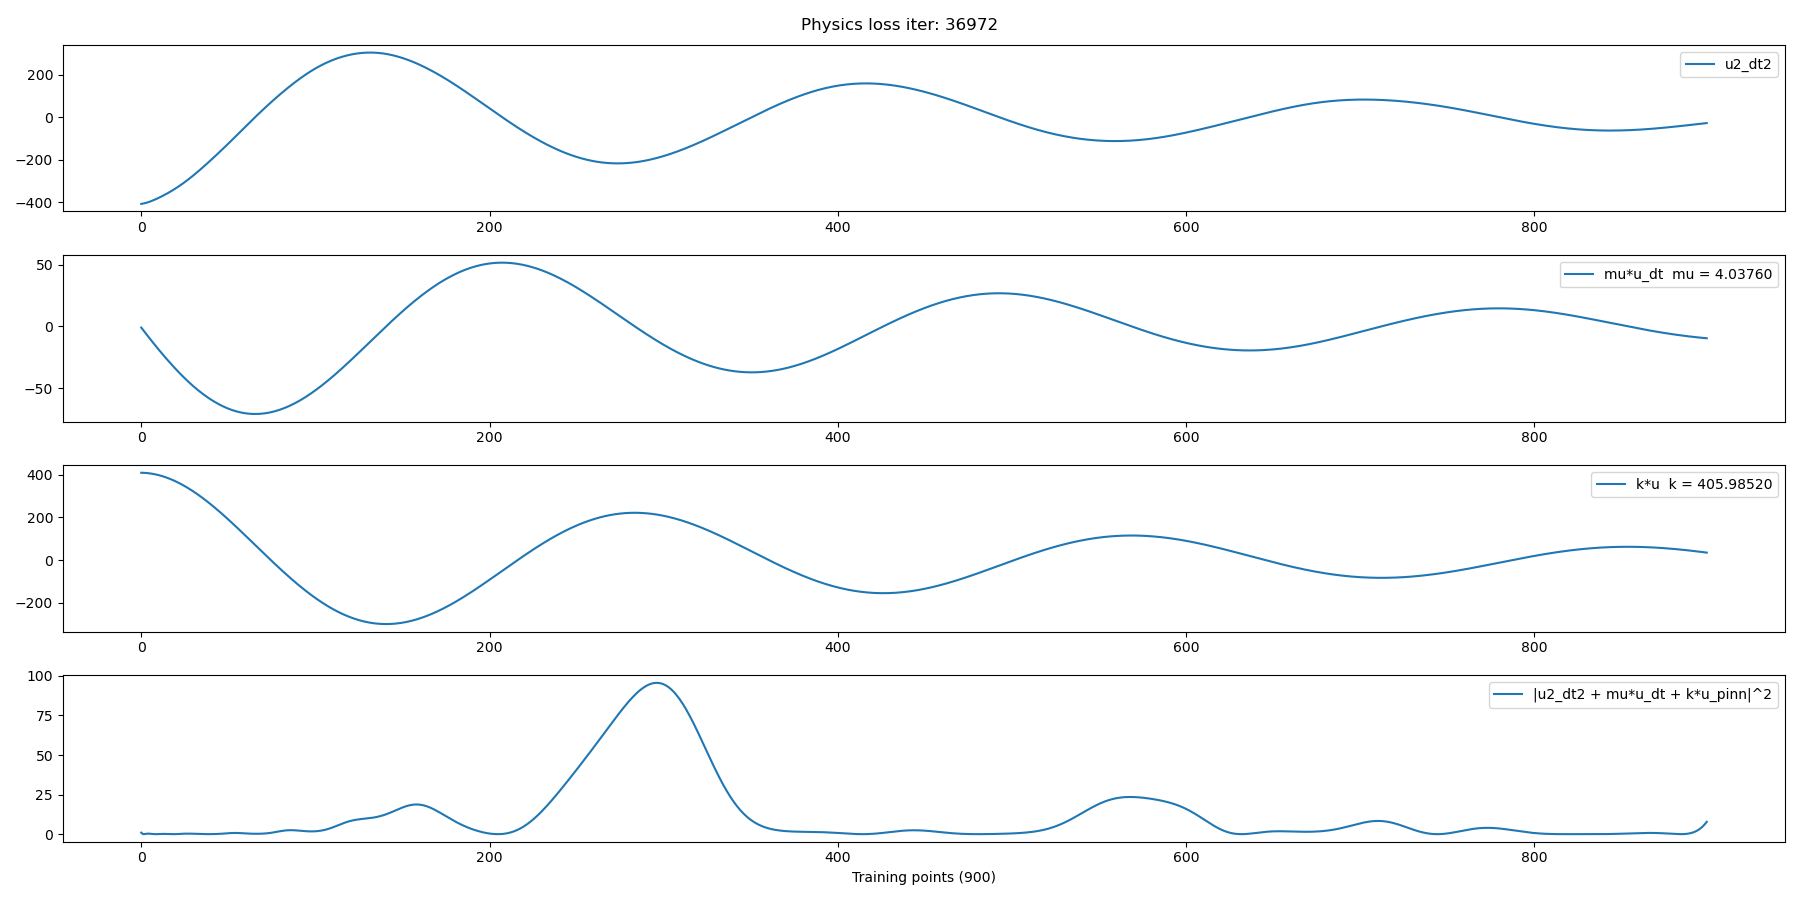 Physics loss iter: 36972
200
0
−200
−400
u2_dt2
0 200 400 600 800
50
0
−50
mu*u_dt  mu = 4.03760
0 200 400 600 800
400
200
0
−200
k*u  k = 405.98520
0 200 400 600 800
100
75
50
25
0
|u2_dt2 + mu*u_dt + k*u_pinn|^2
0 200 400 600 800
Training points (900)